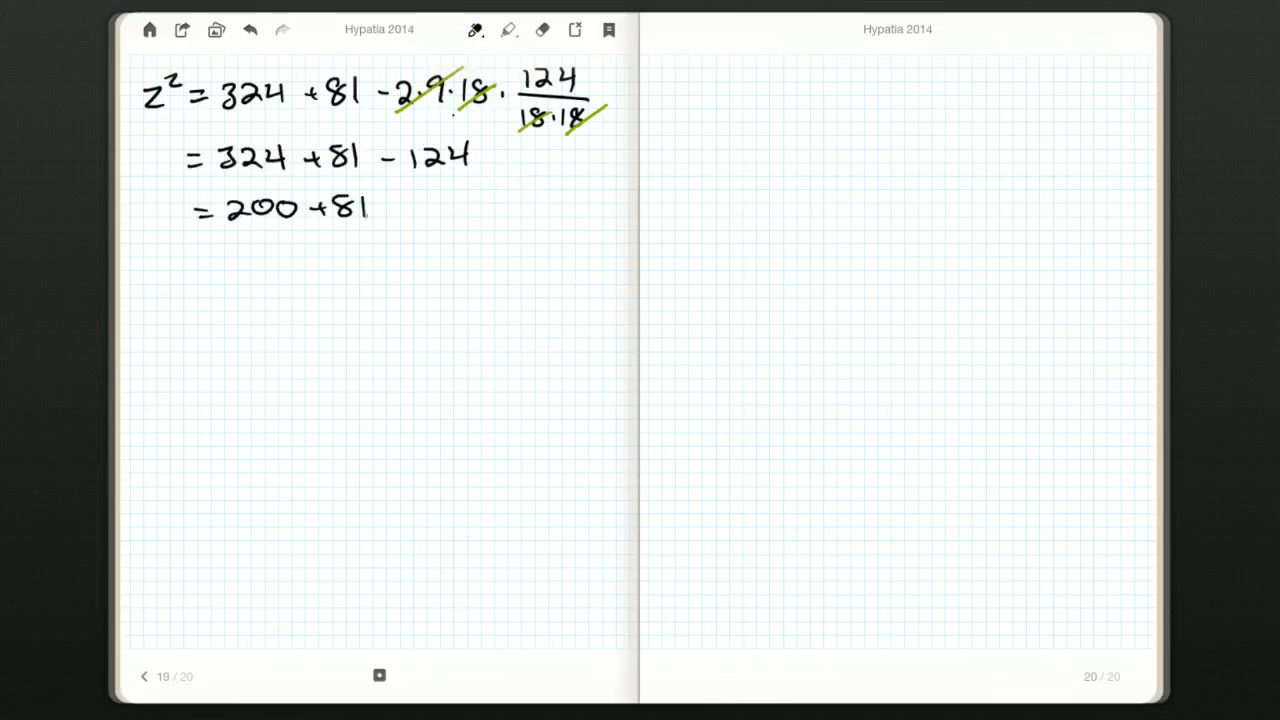 Hypatia 2014
Hypatia 2014
z² = 324 + 81 - 2·9·18 · 124/18·18
= 324 + 81 - 124
= 200 + 81
19 / 20
20 / 20